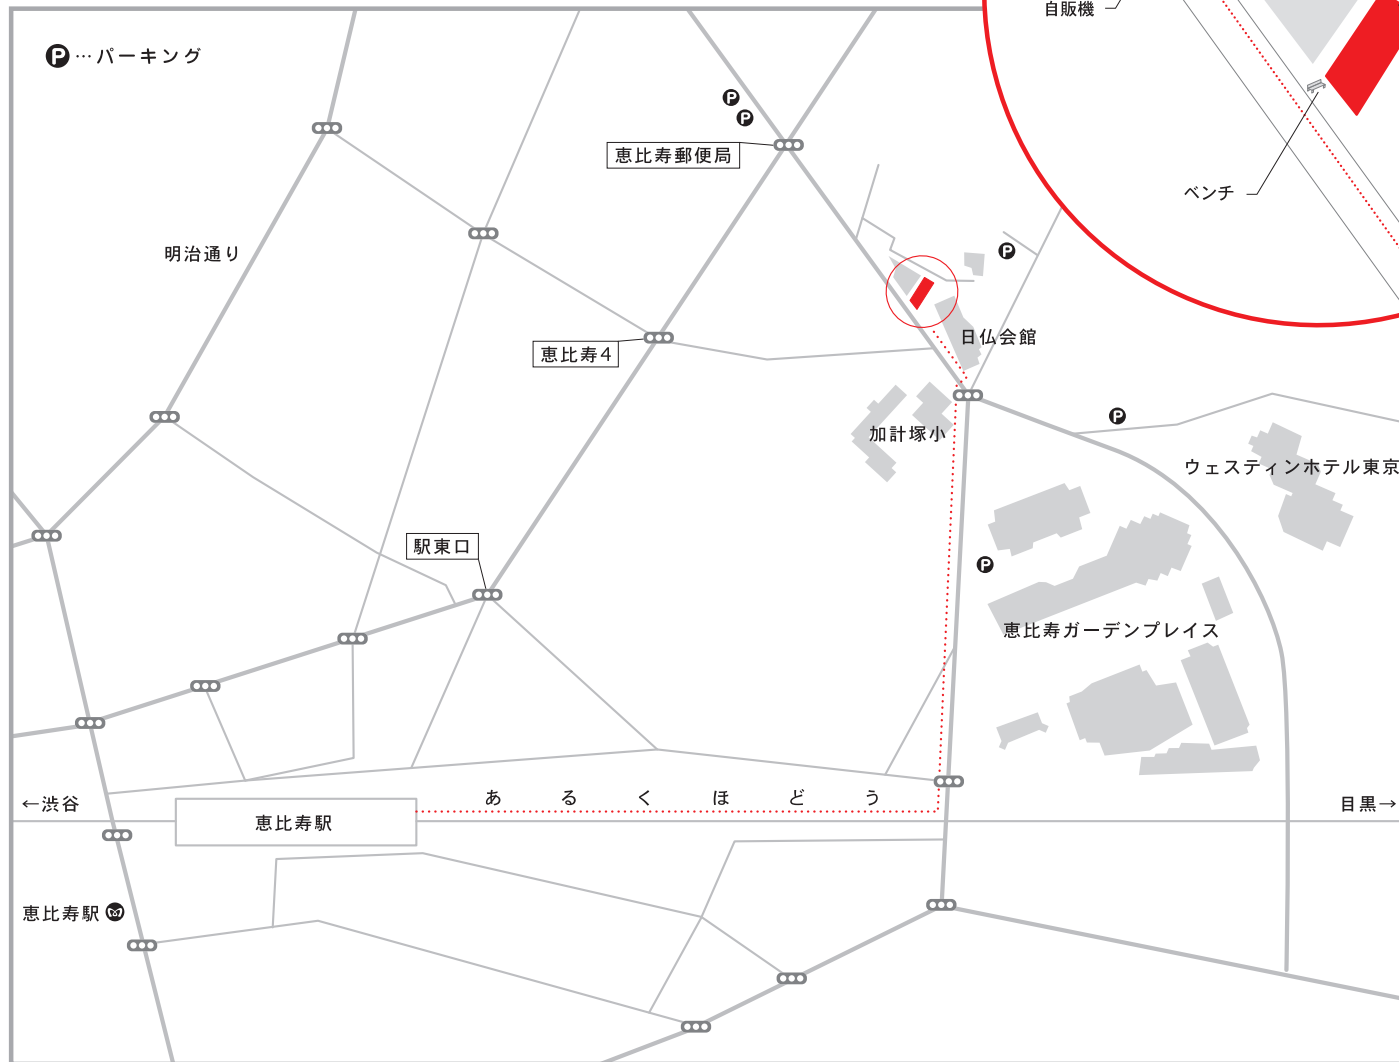 自販機
P…パーキング
P
P
恵比寿郵便局
ベンチ
明治通り
P
日仏会館
恵比寿4
P
加計塚小
ウェスティンホテル東京
駅東口
P
恵比寿ガーデンプレイス
←渋谷
あるくほどう
目黒→
恵比寿駅
恵比寿駅